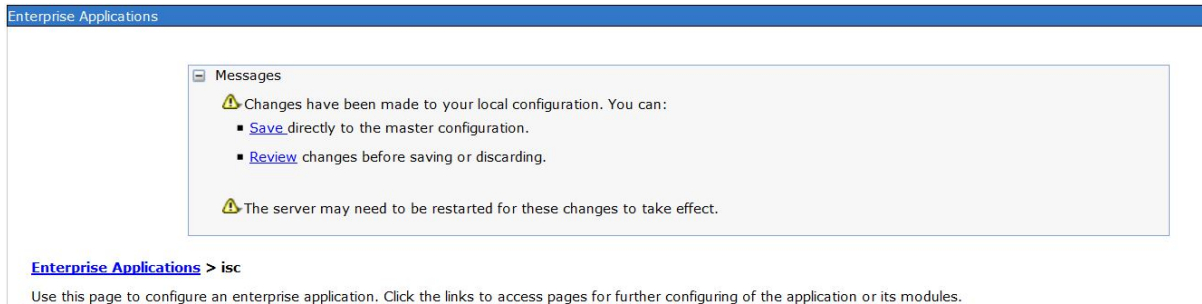 Enterprise Applications
Messages
Changes have been made to your local configuration. You can:
Save directly to the master configuration.
Review changes before saving or discarding.
The server may need to be restarted for these changes to take effect.
Enterprise Applications > isc
Use this page to configure an enterprise application. Click the links to access pages for further configuring of the application or its modules.